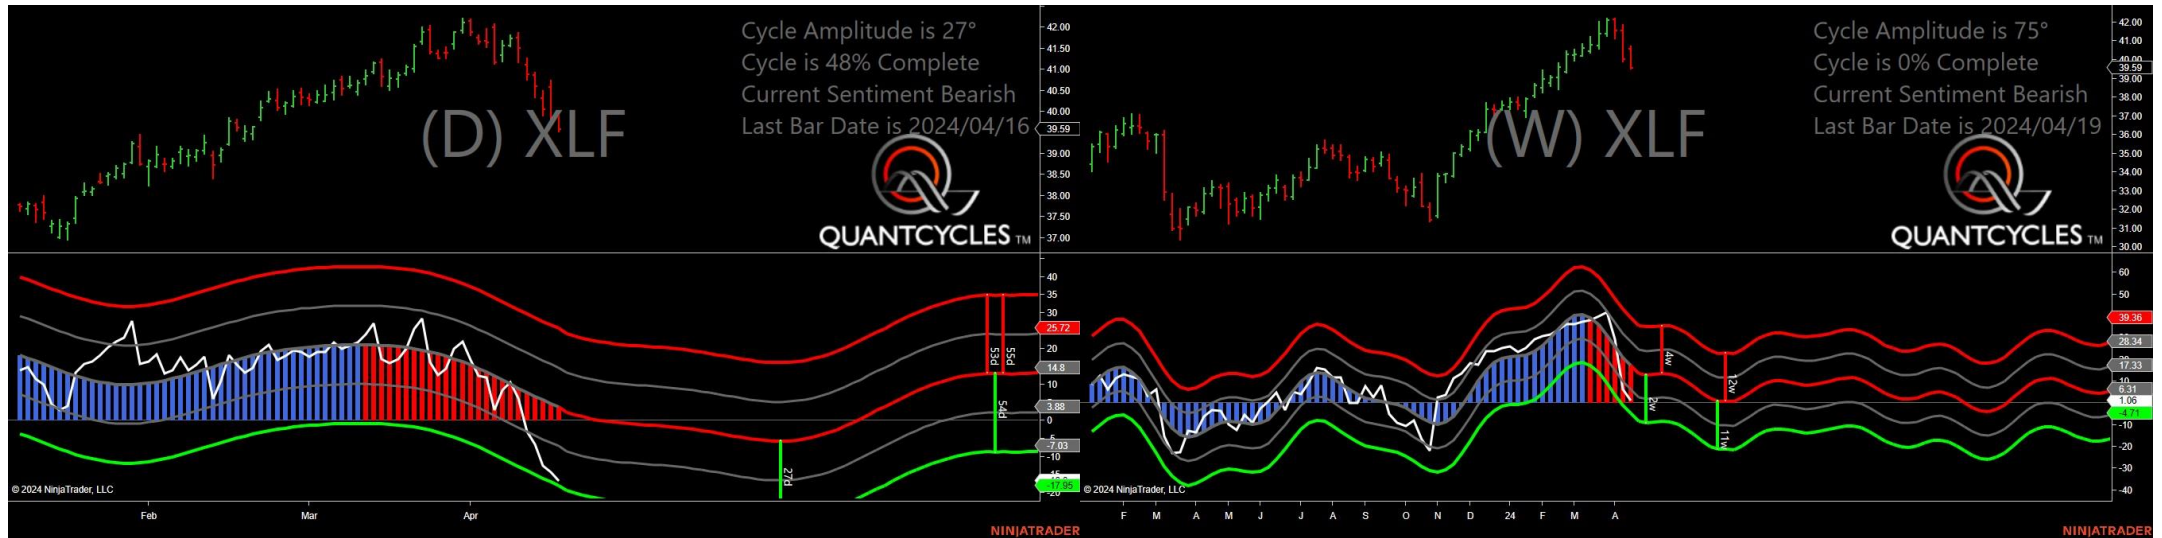 Cycle Amplitude is 27°
Cycle is 48% Complete
Current Sentiment Bearish
Last Bar Date is 2024/04/16
(D) XLF
QUANTCYCLES TM
42.00
41.50
41.00
40.50
40.00
39.59
39.00
38.50
38.00
37.50
37.00
40
35
30
25.72
20
14.8
10
5
3.88
0
-7.03
-10
-17.95
-20
53d
55d
54d
27d
© 2024 NinjaTrader, LLC
Feb
Mar
Apr
NINJATRADER
Cycle Amplitude is 75°
Cycle is 0% Complete
Current Sentiment Bearish
Last Bar Date is 2024/04/19
(W) XLF
QUANTCYCLES TM
42.00
41.00
40.00
39.59
39.00
38.00
37.00
36.00
35.00
34.00
33.00
32.00
31.00
30.00
60
50
39.36
28.34
17.33
10
6.31
1.06
-4.71
-10
-20
-30
-40
4w
2w
12w
11w
© 2024 NinjaTrader, LLC
F
M
A
M
J
J
A
S
O
N
D
24
F
M
A
NINJATRADER